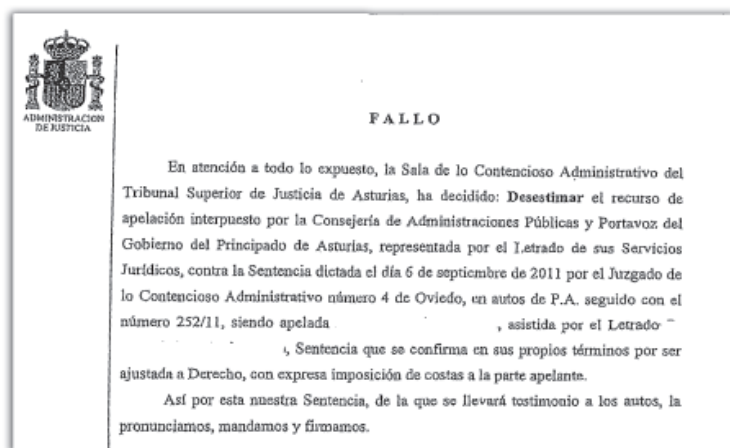 ADMINISTRACION
DE JUSTICIA
FALLO
En atención a todo lo expuesto, la Sala de lo Contencioso Administrativo del
Tribunal Superior de Justicia de Asturias, ha decidido: Desestimar el recurso de
apelación interpuesto por la Consejería de Administraciones Públicas y Portavoz del
Gobierno del Principado de Asturias, representada por el Letrado de sus Servicios
Jurídicos, contra la Sentencia dictada el día 6 de septiembre de 2011 por el Juzgado de
lo Contencioso Administrativo número 4 de Oviedo, en autos de P.A. seguido con el
número 252/11, siendo apelada , asistida por el Letrado
, Sentencia que se confirma en sus propios términos por ser
ajustada a Derecho, con expresa imposición de costas a la parte apelante.
Así por esta nuestra Sentencia, de la que se llevará testimonio a los autos, la
pronunciamos, mandamos y firmamos.